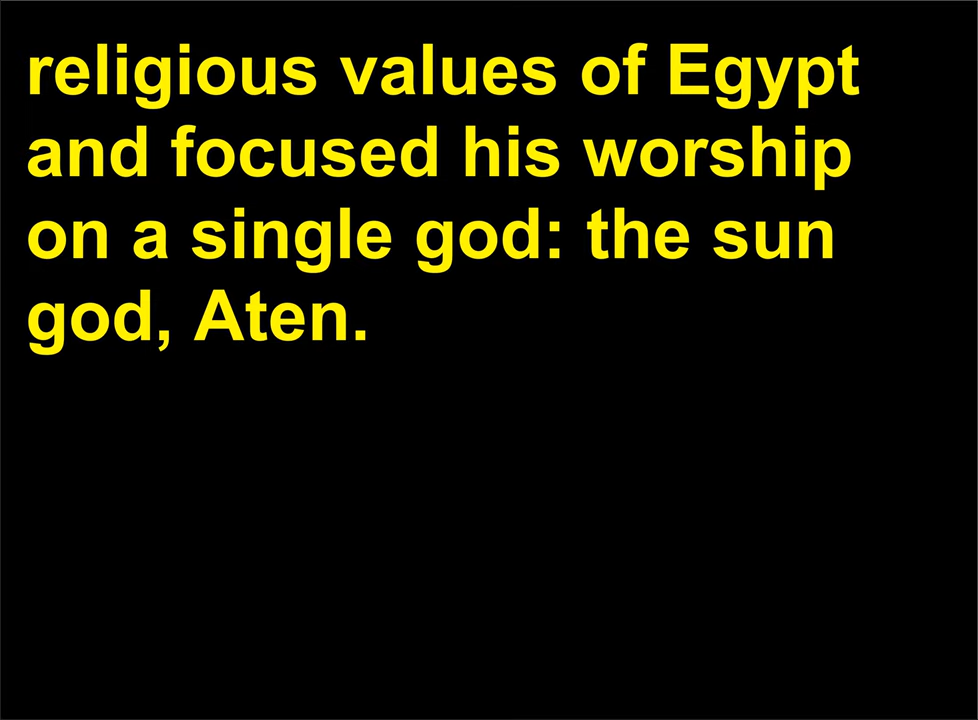 religious values of Egypt
and focused his worship
on a single god: the sun
god, Aten.